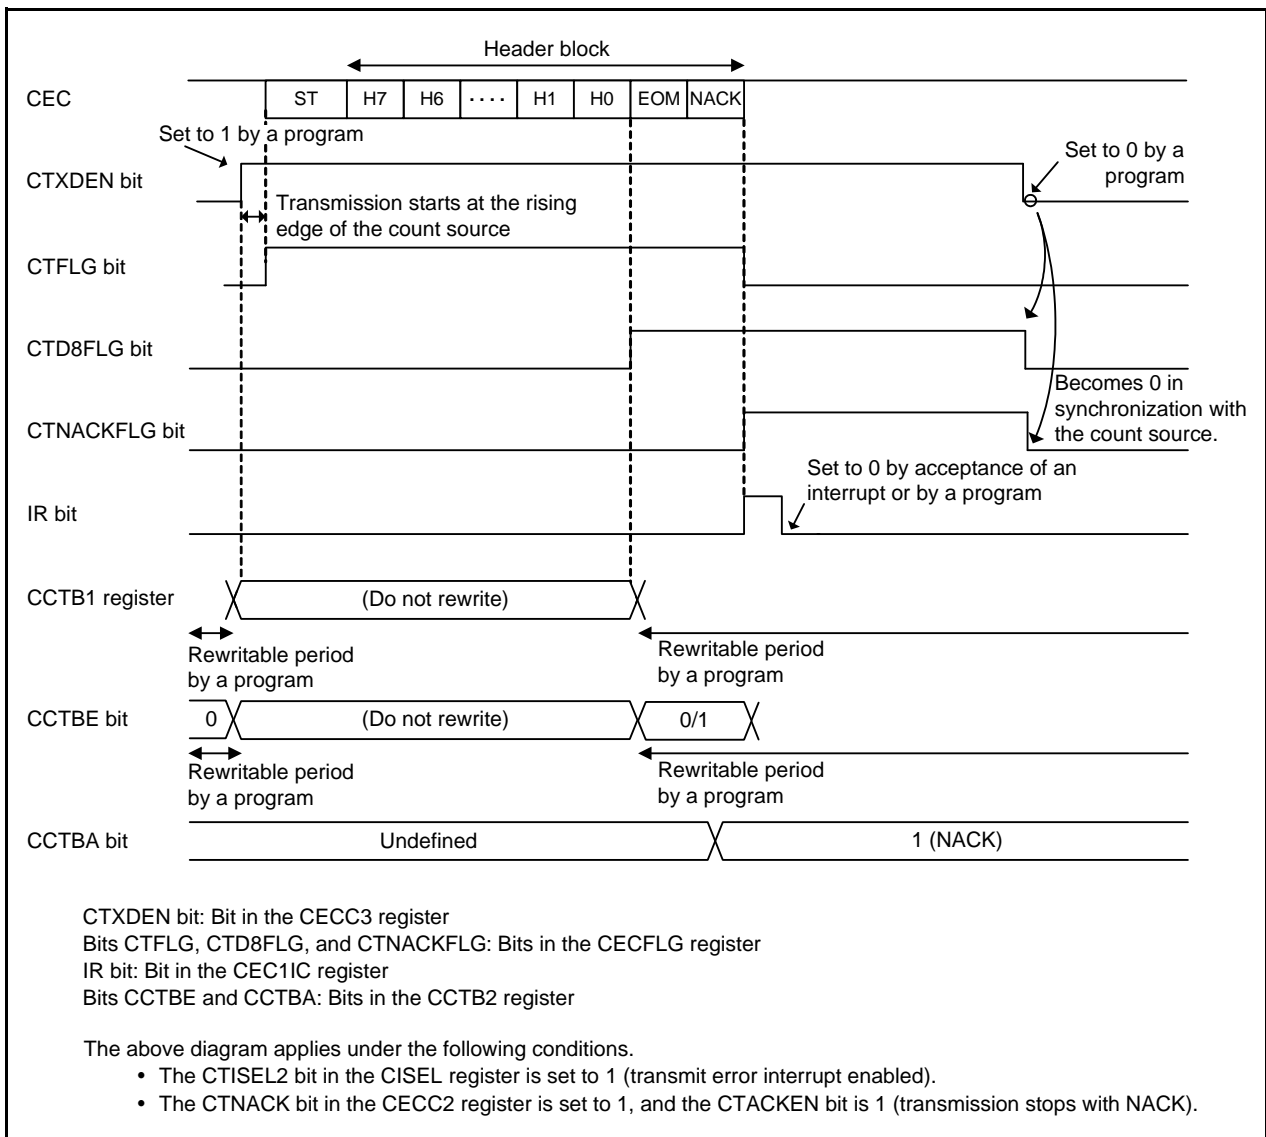 Header block
CEC
ST H7 H6 ···· H1 H0 EOM NACK
Set to 1 by a program
CTXDEN bit
Set to 0 by a
program
Transmission starts at the rising
edge of the count source
CTFLG bit
CTD8FLG bit
Becomes 0 in
synchronization with
the count source.
CTNACKFLG bit
Set to 0 by acceptance of an
interrupt or by a program
IR bit
CCTB1 register
(Do not rewrite)
Rewritable period
by a program
Rewritable period
by a program
CCTBE bit
0 (Do not rewrite) 0/1
Rewritable period
by a program
Rewritable period
by a program
CCTBA bit
Undefined
1 (NACK)
CTXDEN bit: Bit in the CECC3 register
Bits CTFLG, CTD8FLG, and CTNACKFLG: Bits in the CECFLG register
IR bit: Bit in the CEC1IC register
Bits CCTBE and CCTBA: Bits in the CCTB2 register
The above diagram applies under the following conditions.
• The CTISEL2 bit in the CISEL register is set to 1 (transmit error interrupt enabled).
• The CTNACK bit in the CECC2 register is set to 1, and the CTACKEN bit is 1 (transmission stops with NACK).